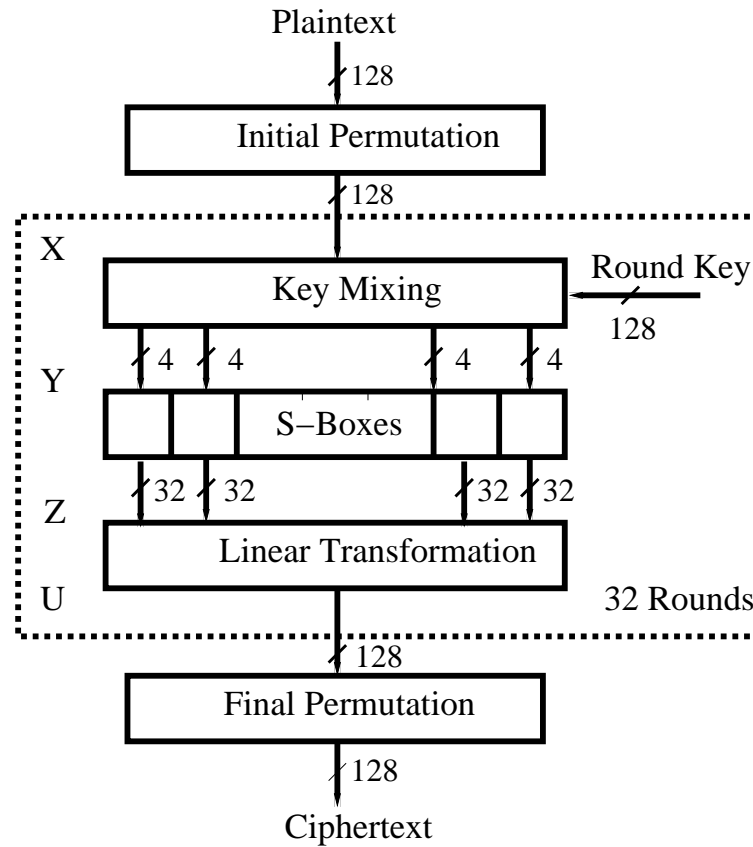 Plaintext
128
Initial Permutation
128
X
Round Key
Key Mixing
128
4 4 4 4
Y
S–Boxes
32 32 32 32
Z
Linear Transformation
U
32 Rounds
128
Final Permutation
128
Ciphertext